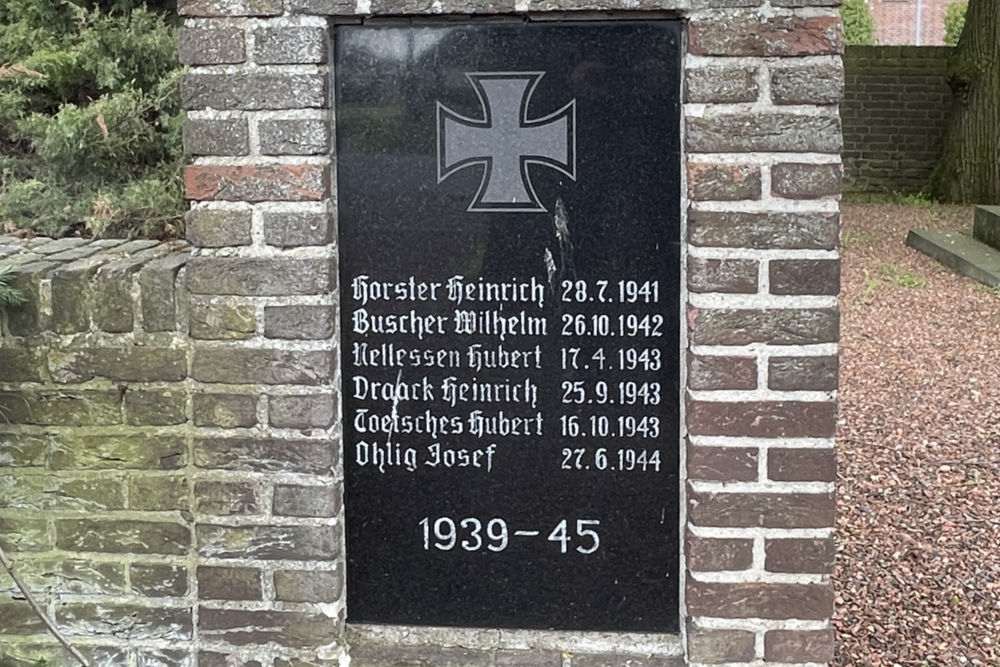 Horster Heinrich 28.7.1941
Buscher Wilhelm 26.10.1942
Nellessen Hubert 17.4.1943
Draack Heinrich 25.9.1943
Toelsches Hubert 16.10.1943
Ohlig Josef 27.6.1944
1939-45